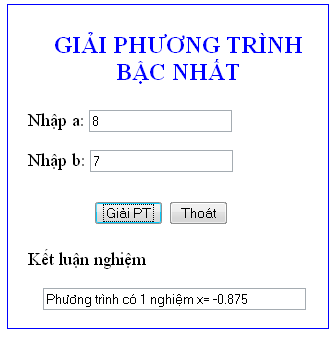 GIẢI PHƯƠNG TRÌNH
BẬC NHẤT
Nhập a: 8
Nhập b: 7
Giải PT Thoát
Kết luận nghiệm
Phương trình có 1 nghiệm x= -0.875